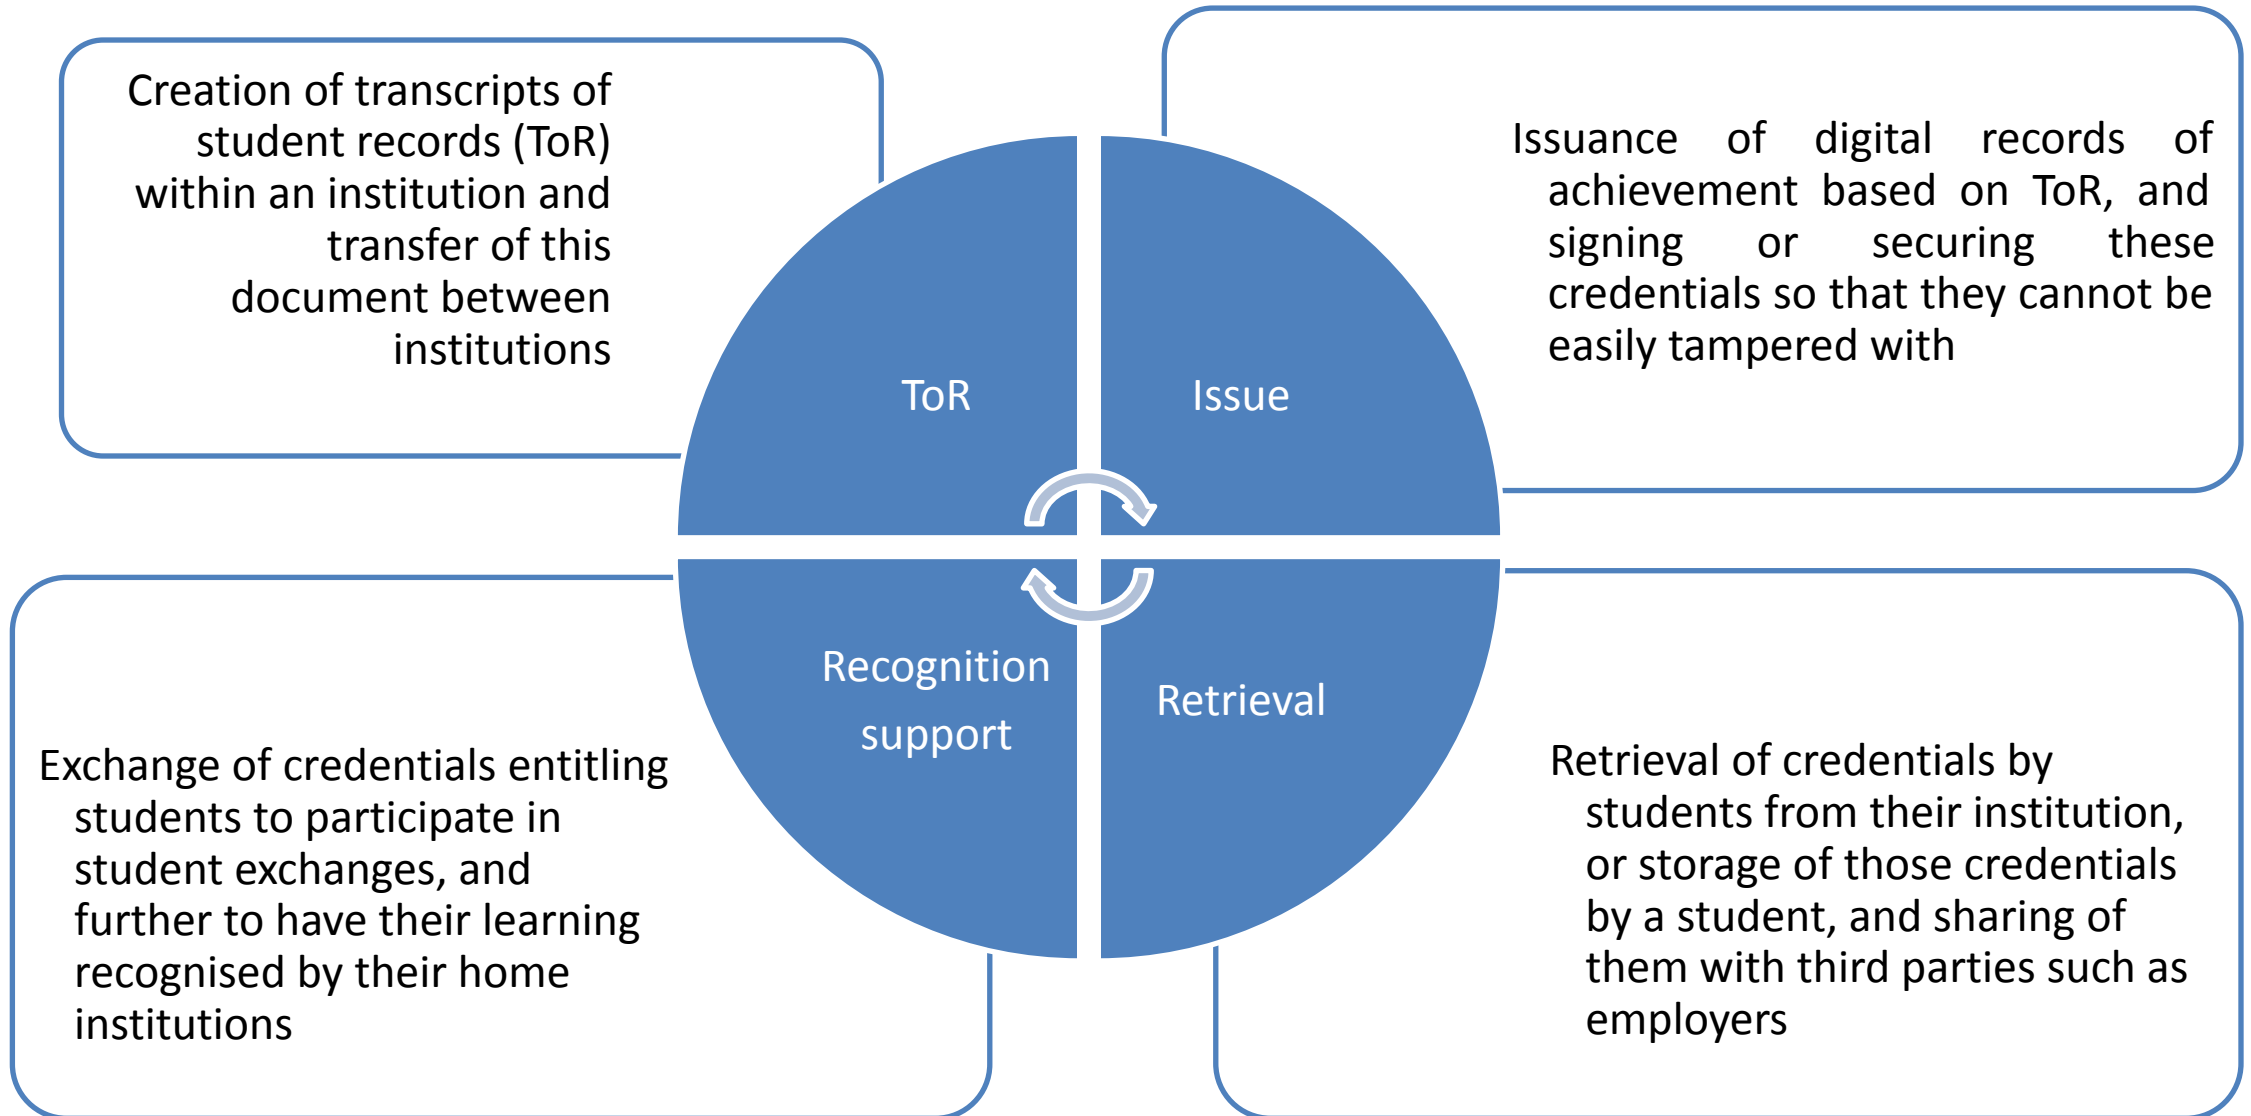 Creation of transcripts of
student records (ToR)
within an institution and
transfer of this
document between
institutions
Issuance of digital records of
achievement based on ToR, and
signing or securing these
credentials so that they cannot be
easily tampered with
ToR
Issue
Recognition
support
Retrieval
Exchange of credentials entitling
students to participate in
student exchanges, and
further to have their learning
recognised by their home
institutions
Retrieval of credentials by
students from their institution,
or storage of those credentials
by a student, and sharing of
them with third parties such as
employers